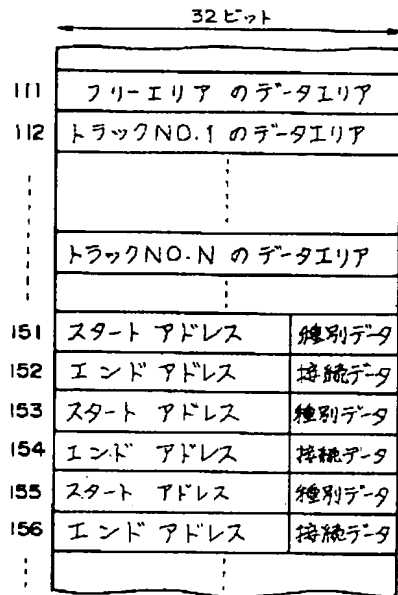 32ビット
111 フリーエリア のデータエリア
112 トラックNO.1 のデータエリア
トラックNO.N のデータエリア
151 スタート アドレス 種別データ
152 エンド アドレス 接続データ
153 スタート アドレス 種別データ
154 エンド アドレス 接続データ
155 スタート アドレス 種別データ
156 エンド アドレス 接続データ